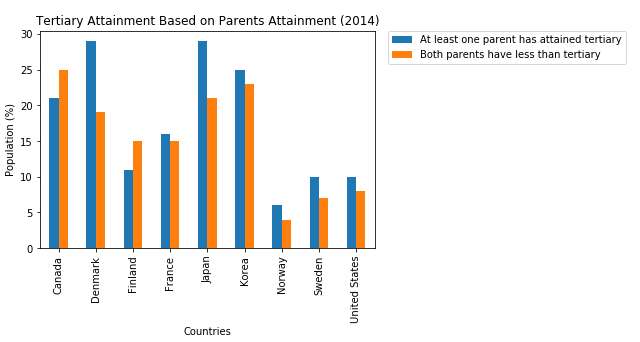 Tertiary Attainment Based on Parents Attainment (2014)
At least one parent has attained tertiary
Both parents have less than tertiary
Population (%)
30
25
20
15
10
5
0
Canada
Denmark
Finland
France
Japan
Korea
Norway
Sweden
United States
Countries